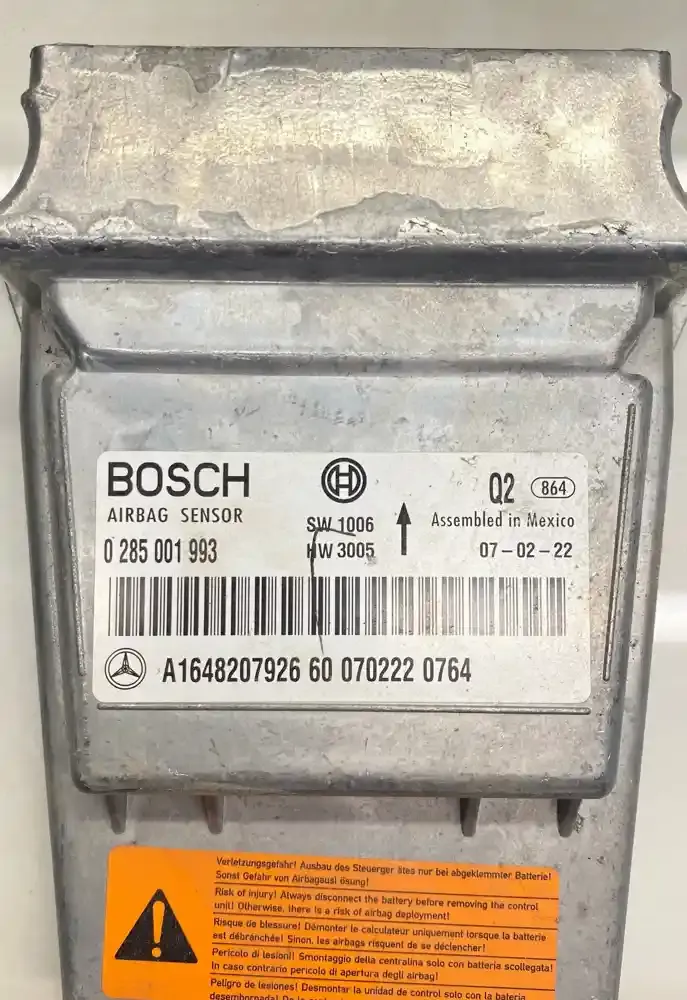 BOSCH
Q2 864
AIRBAG SENSOR
SW 1006
Assembled in Mexico
0 285 001 993
HW 3005
07-02-22
A1648207926 60 070222 0764
Verletzungsgefahr! Ausbau des Steuerger ätes nur bei abgeklemmter Batterie!
Sonst Gefahr von Airbagausl ösung!
Risk of injury! Always disconnect the battery before removing the control
unit! Otherwise, there is a risk of airbag deployment!
Risque de blessure! Démonter le calculateur uniquement lorsque la batterie
est débranchée! Sinon, les airbags risquent de se déclencher!
Pericolo di lesioni! Smontaggio della centralina solo con batteria scollegata!
In caso contrario pericolo di apertura degli airbag!
Peligro de lesiones! Desmontar la unidad de control solo con la batería
desembornada! De lo